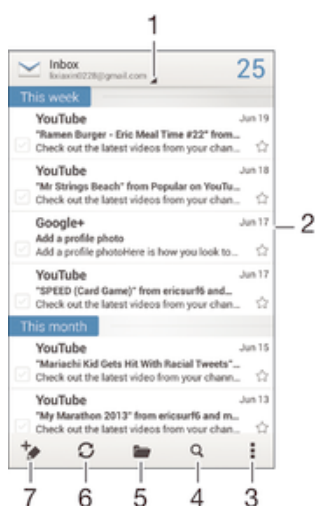 1
Inbox
lixiaxin0228@gmail.com
25
This week
YouTube Jun 19
"Ramen Burger - Eric Meal Time #22" from...
Check out the latest videos from your chan...
YouTube Jun 18
"Mr Strings Beach" from Popular on YouTu...
Check out the latest videos from your chan...
Google+ Jun 17
Add a profile photo
Add a profile photoHere is how you look to...
2
YouTube Jun 17
"SPEED (Card Game)" from ericsurf6 and...
Check out the latest videos from your chan...
This month
YouTube Jun 15
"Mariachi Kid Gets Hit With Racial Tweets"...
Check out the latest video from your chann...
YouTube Jun 13
"My Marathon 2013" from ericsurf6 and m...
Check out the latest videos from your chan...
7 6 5 4 3